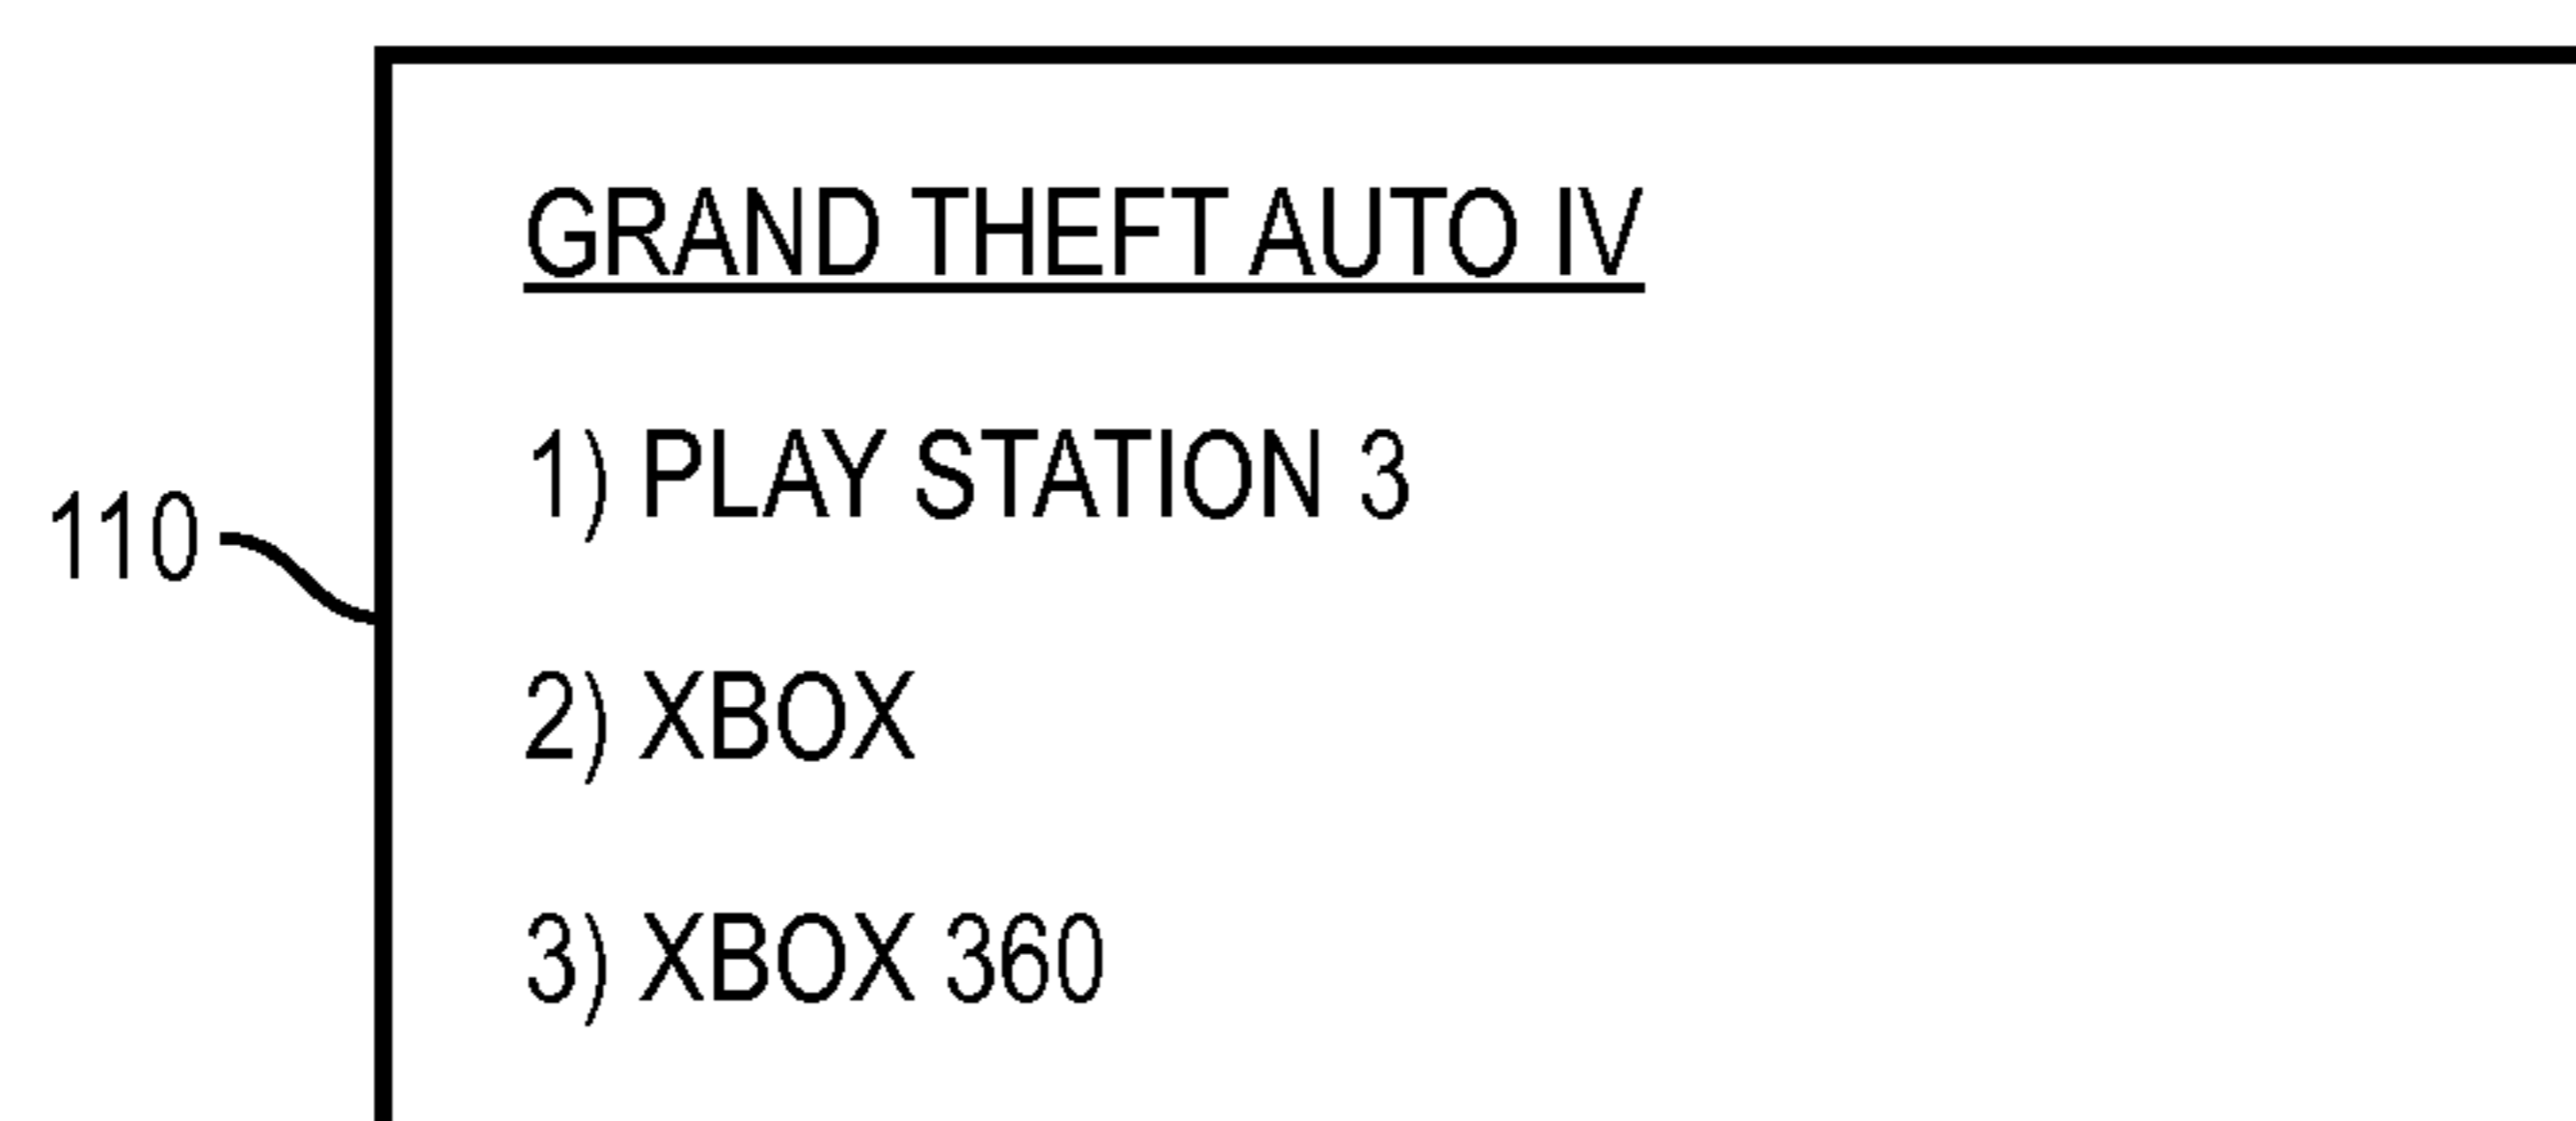 GRAND THEFT AUTO IV
1) PLAY STATION 3
110
2) XBOX
3) XBOX 360